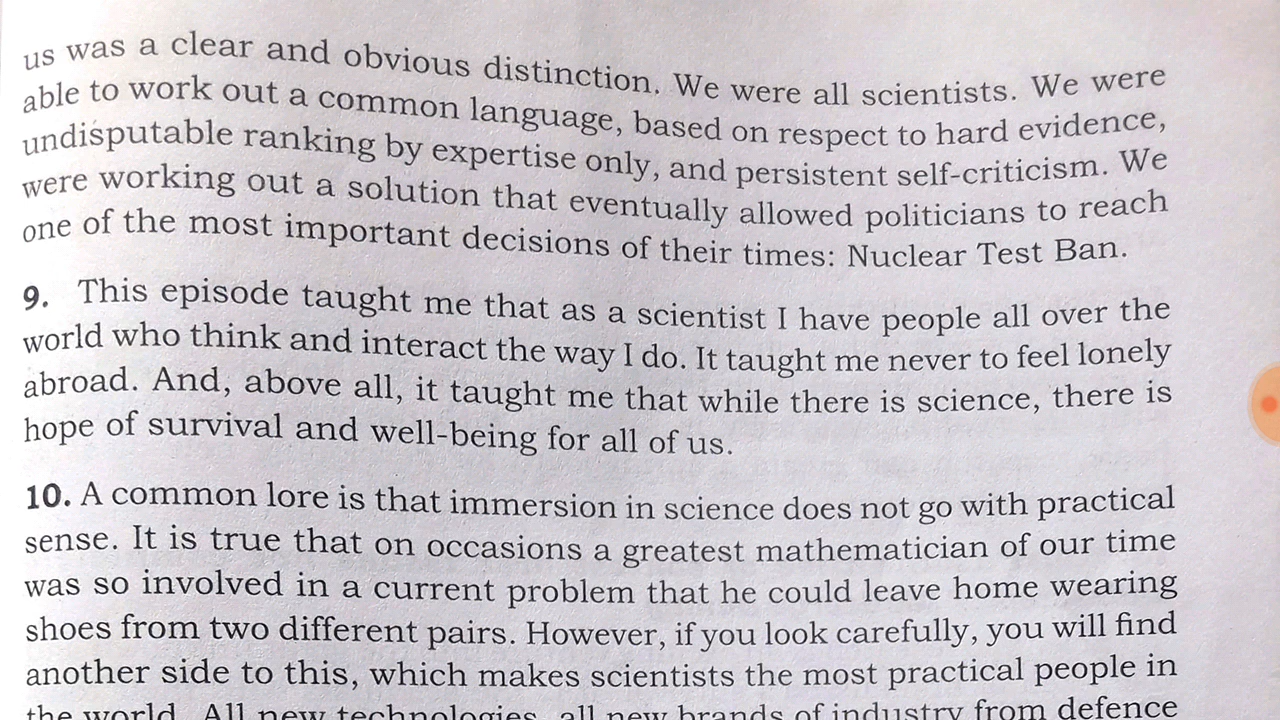 us was a clear and obvious distinction. We were all scientists. We were
able to work out a common language, based on respect to hard evidence,
undisputable ranking by expertise only, and persistent self-criticism. We
were working out a solution that eventually allowed politicians to reach
one of the most important decisions of their times: Nuclear Test Ban.
9. This episode taught me that as a scientist I have people all over the
world who think and interact the way I do. It taught me never to feel lonely
abroad. And, above all, it taught me that while there is science, there is
hope of survival and well-being for all of us.
10. A common lore is that immersion in science does not go with practical
sense. It is true that on occasions a greatest mathematician of our time
was so involved in a current problem that he could leave home wearing
shoes from two different pairs. However, if you look carefully, you will find
another side to this, which makes scientists the most practical people in
the world. All new technologies, all new brands of industry from defence